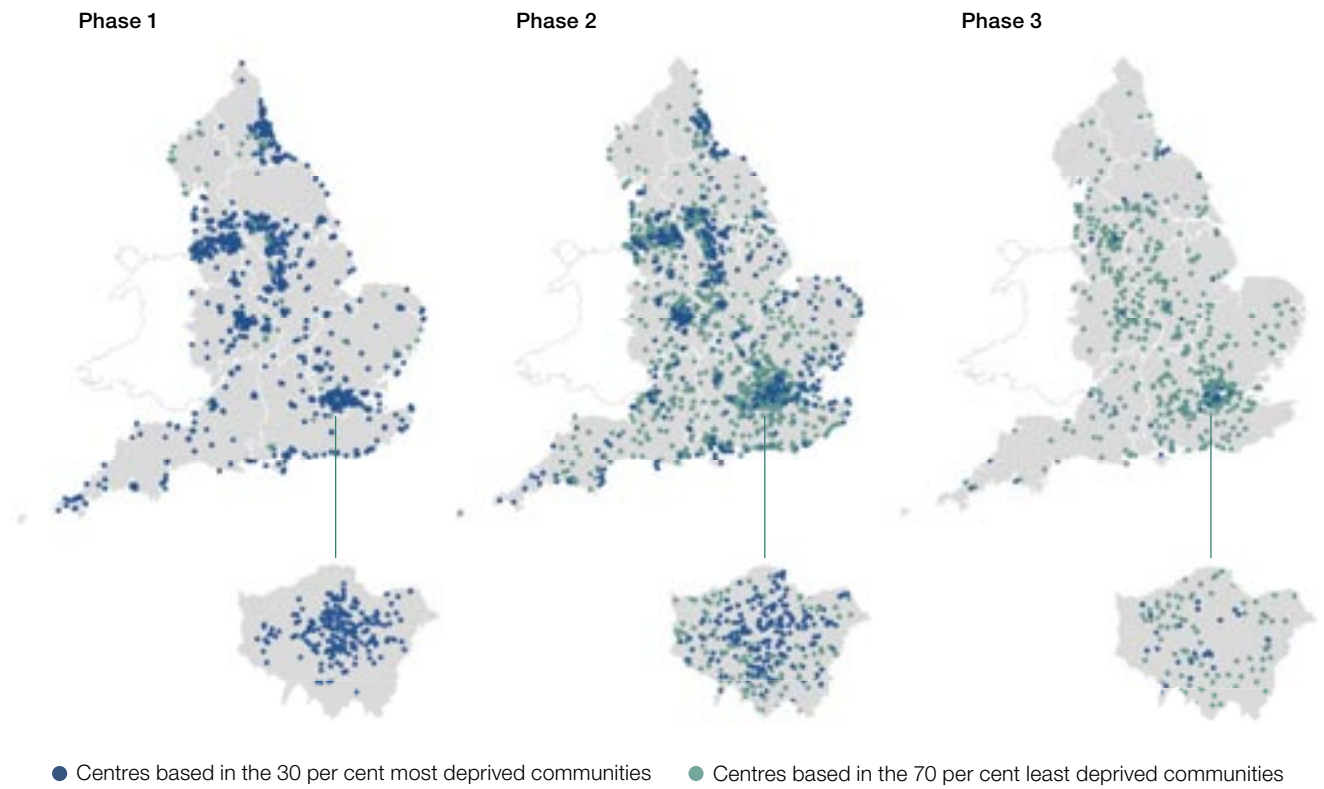 Phase 1
Phase 2
Phase 3
Centres based in the 30 per cent most deprived communities
Centres based in the 70 per cent least deprived communities